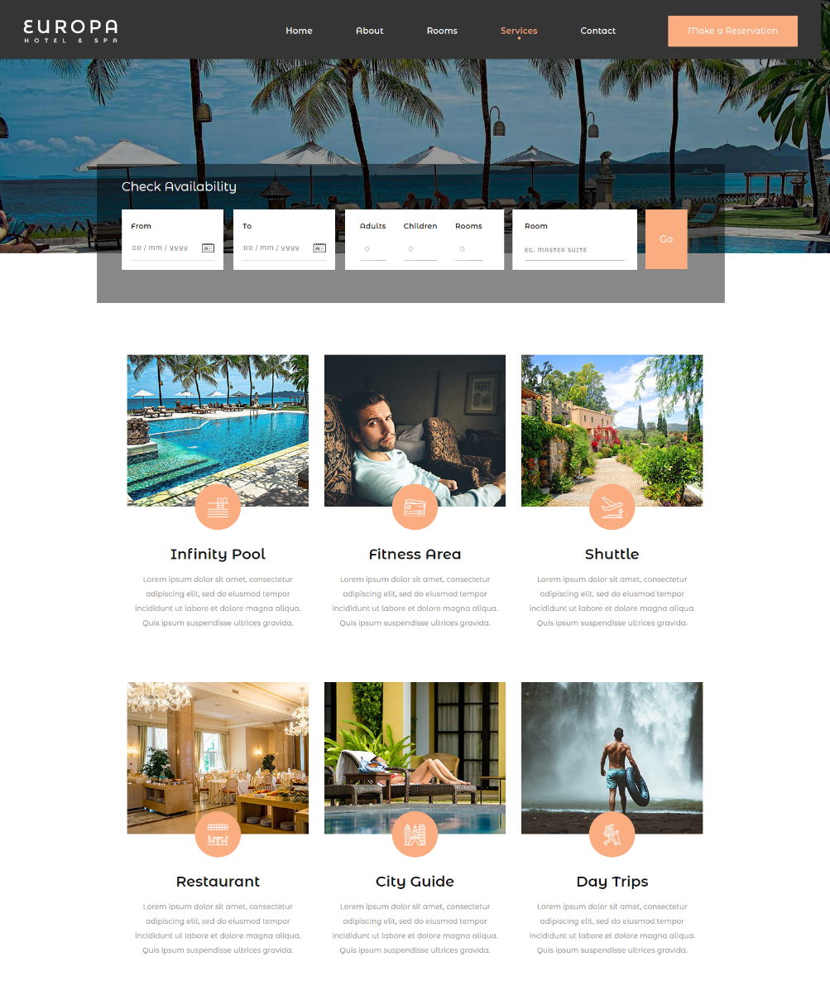 EUROPA
HOTEL & SPA
Home
About
Rooms
Services
Contact
Make a Reservation
Check Availability
From
DD / MM / YYYY
To
DD / MM / YYYY
Adults
Children
Rooms
0
0
0
Room
EG. MASTER SUITE
Go
Infinity Pool
Lorem ipsum dolor sit amet, consectetur
adipiscing elit, sed do eiusmod tempor
incididunt ut labore et dolore magna aliqua.
Quis ipsum suspendisse ultrices gravida.
Fitness Area
Lorem ipsum dolor sit amet, consectetur
adipiscing elit, sed do eiusmod tempor
incididunt ut labore et dolore magna aliqua.
Quis ipsum suspendisse ultrices gravida.
Shuttle
Lorem ipsum dolor sit amet, consectetur
adipiscing elit, sed do eiusmod tempor
incididunt ut labore et dolore magna aliqua.
Quis ipsum suspendisse ultrices gravida.
Restaurant
Lorem ipsum dolor sit amet, consectetur
adipiscing elit, sed do eiusmod tempor
incididunt ut labore et dolore magna aliqua.
Quis ipsum suspendisse ultrices gravida.
City Guide
Lorem ipsum dolor sit amet, consectetur
adipiscing elit, sed do eiusmod tempor
incididunt ut labore et dolore magna aliqua.
Quis ipsum suspendisse ultrices gravida.
Day Trips
Lorem ipsum dolor sit amet, consectetur
adipiscing elit, sed do eiusmod tempor
incididunt ut labore et dolore magna aliqua.
Quis ipsum suspendisse ultrices gravida.